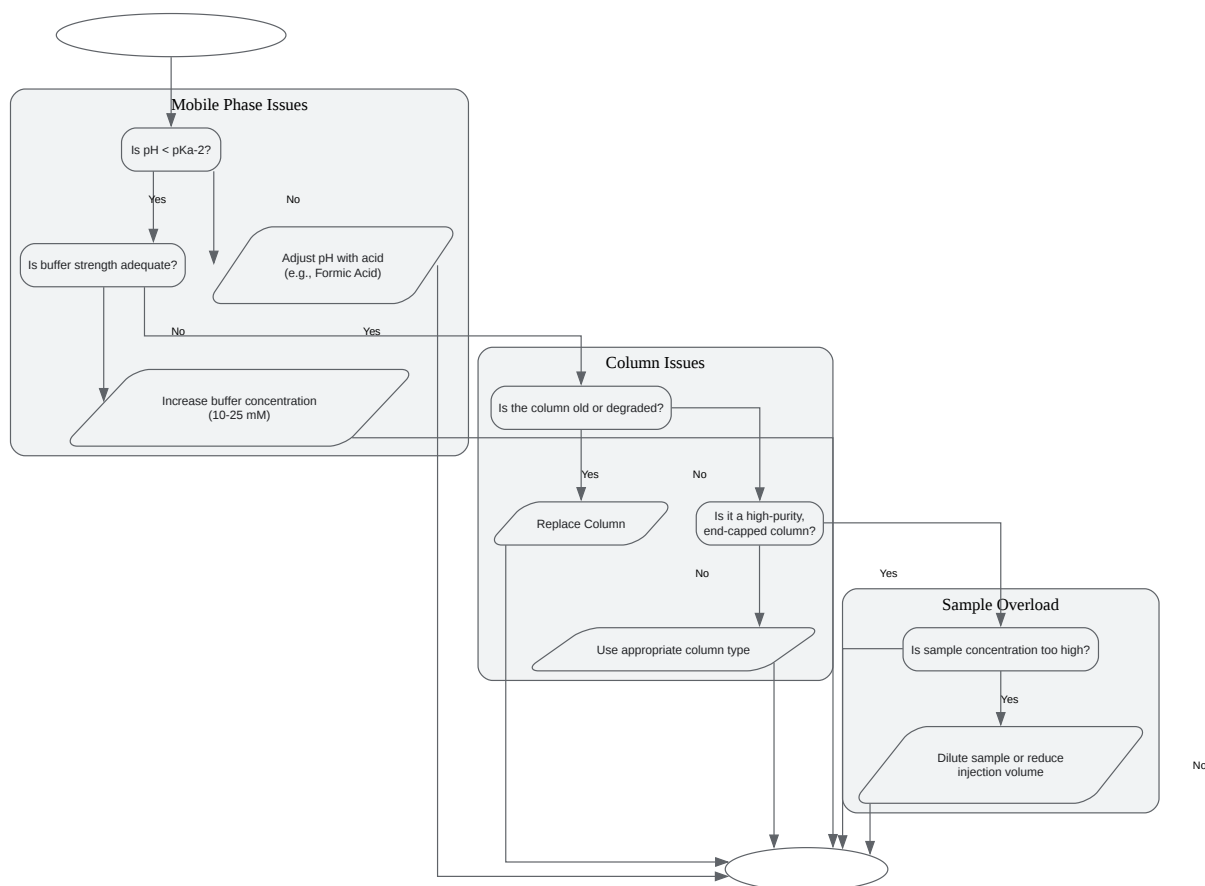 Mobile Phase Issues
Is pH < pKa-2?
Yes
No
Is buffer strength adequate?
Adjust pH with acid
(e.g., Formic Acid)
No
Yes
Increase buffer concentration
(10-25 mM)
Column Issues
Is the column old or degraded?
Yes
No
Replace Column
Is it a high-purity,
end-capped column?
No
Yes
Use appropriate column type
Sample Overload
Is sample concentration too high?
Yes
Dilute sample or reduce
injection volume
No